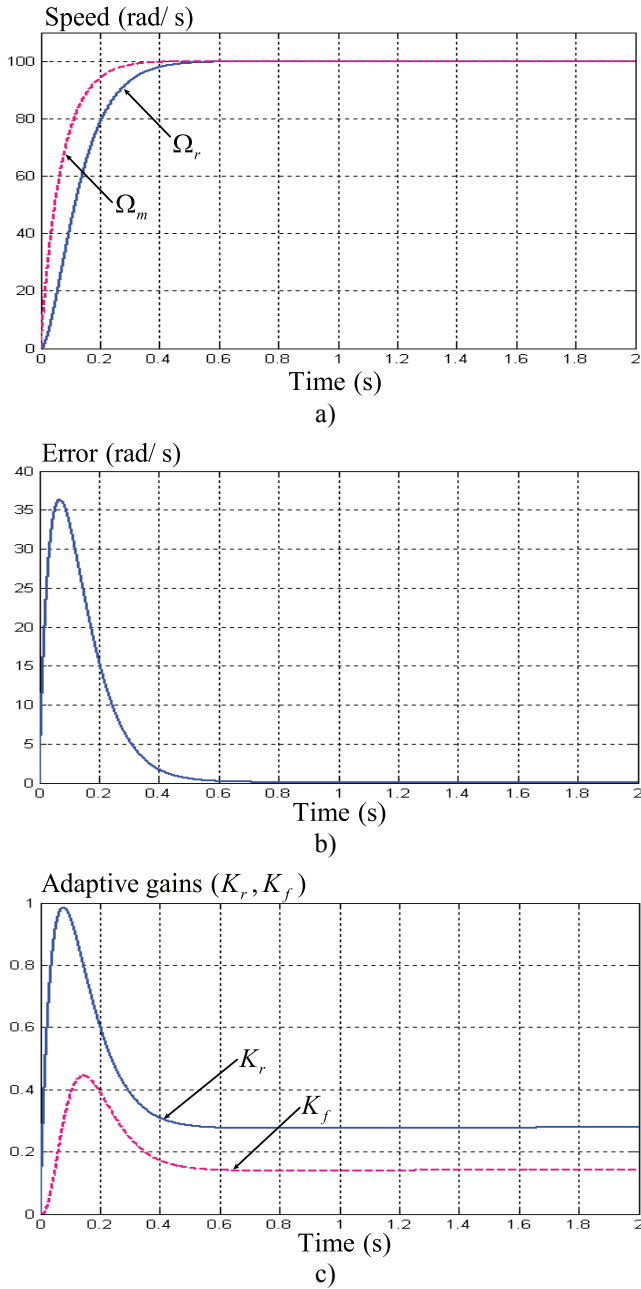 Speed (rad/ s)
100
80
60
40
20
0
Ω_r
Ω_m
0 0.2 0.4 0.6 0.8 1 1.2 1.4 1.6 1.8 2
Time (s)
a)
Error (rad/ s)
40
35
30
25
20
15
10
5
0
0 0.2 0.4 0.6 0.8 1 1.2 1.4 1.6 1.8 2
Time (s)
b)
Adaptive gains (K_r, K_f)
1
0.8
0.6
0.4
0.2
0
K_r
K_f
0 0.2 0.4 0.6 0.8 1 1.2 1.4 1.6 1.8 2
Time (s)
c)